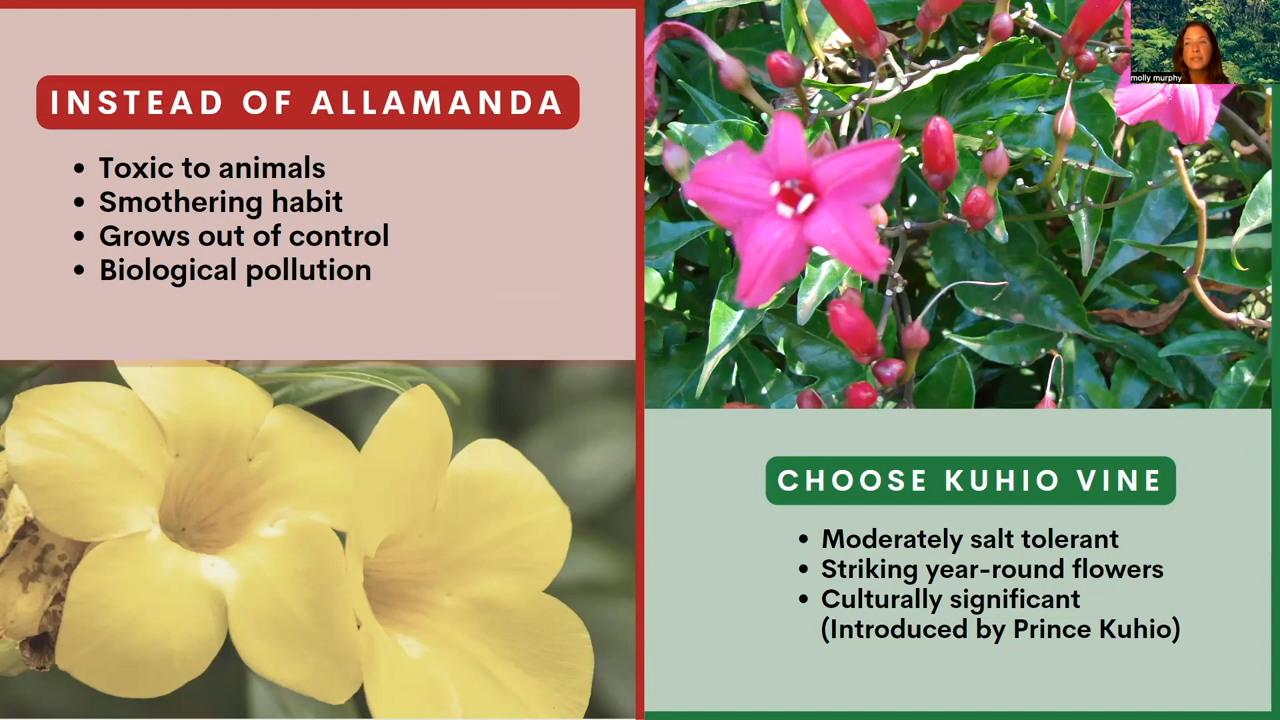 INSTEAD OF ALLAMANDA
• Toxic to animals
• Smothering habit
• Grows out of control
• Biological pollution
molly murphy
CHOOSE KUHIO VINE
• Moderately salt tolerant
• Striking year-round flowers
• Culturally significant
(Introduced by Prince Kuhio)